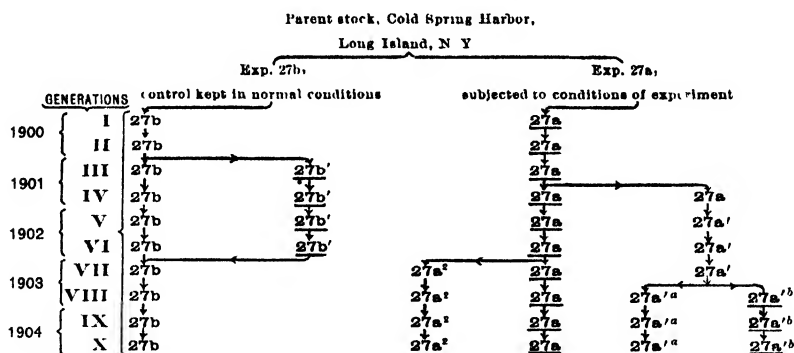 Parent stock, Cold Spring Harbor,
Long Island, N Y
Exp. 27b, Exp. 27a,
control kept in normal conditions subjected to conditions of experiment
GENERATIONS
1900 I 27b 27a
II 27b 27a
1901 III 27b 27b' 27a
IV 27b 27b' 27a 27a
1902 V 27b 27b' 27a 27a'
VI 27b 27b' 27a 27a'
1903 VII 27b 27a² 27a 27a'
VIII 27b 27a² 27a 27a'ᵃ 27a'ᵇ
1904 IX 27b 27a² 27a 27a'ᵃ 27a'ᵇ
X 27b 27a² 27a 27a'ᵃ 27a'ᵇ